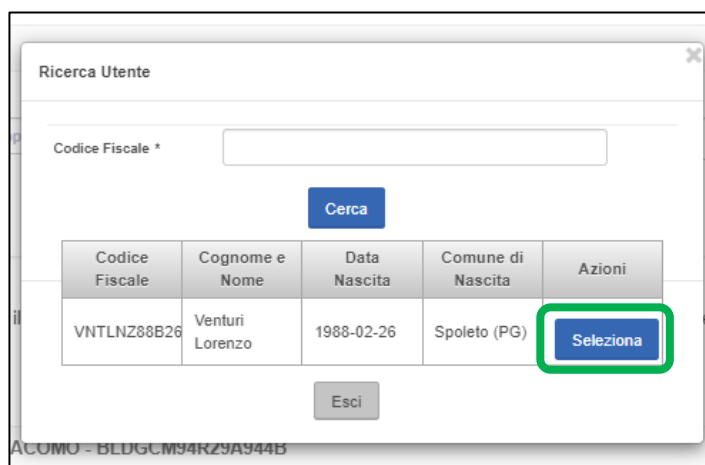 Ricerca Utente
Codice Fiscale *
Cerca
Codice Fiscale
Cognome e Nome
Data Nascita
Comune di Nascita
Azioni
VNTLNZ88B26
Venturi Lorenzo
1988-02-26
Spoleto (PG)
Seleziona
Esci
ACOMO - BLDGCM94R29A944B